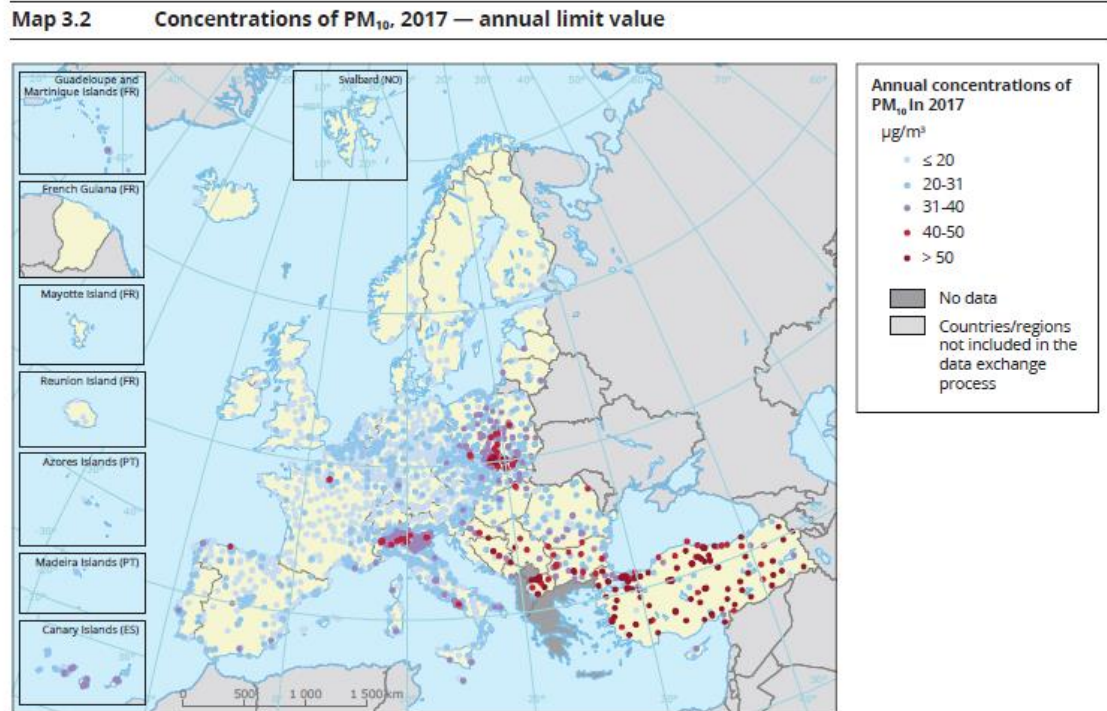 Map 3.2 Concentrations of PM₁₀, 2017 — annual limit value
Guadeloupe and
Martinique Islands (FR)
Svalbard (NO)
French Guiana (FR)
Mayotte Island (FR)
Reunion Island (FR)
Azores Islands (PT)
Madeira Islands (PT)
Canary Islands (ES)
0 500 1 000 1 500 km
Annual concentrations of
PM₁₀ in 2017
µg/m³
≤ 20
20-31
31-40
40-50
> 50
No data
Countries/regions
not included in the
data exchange
process